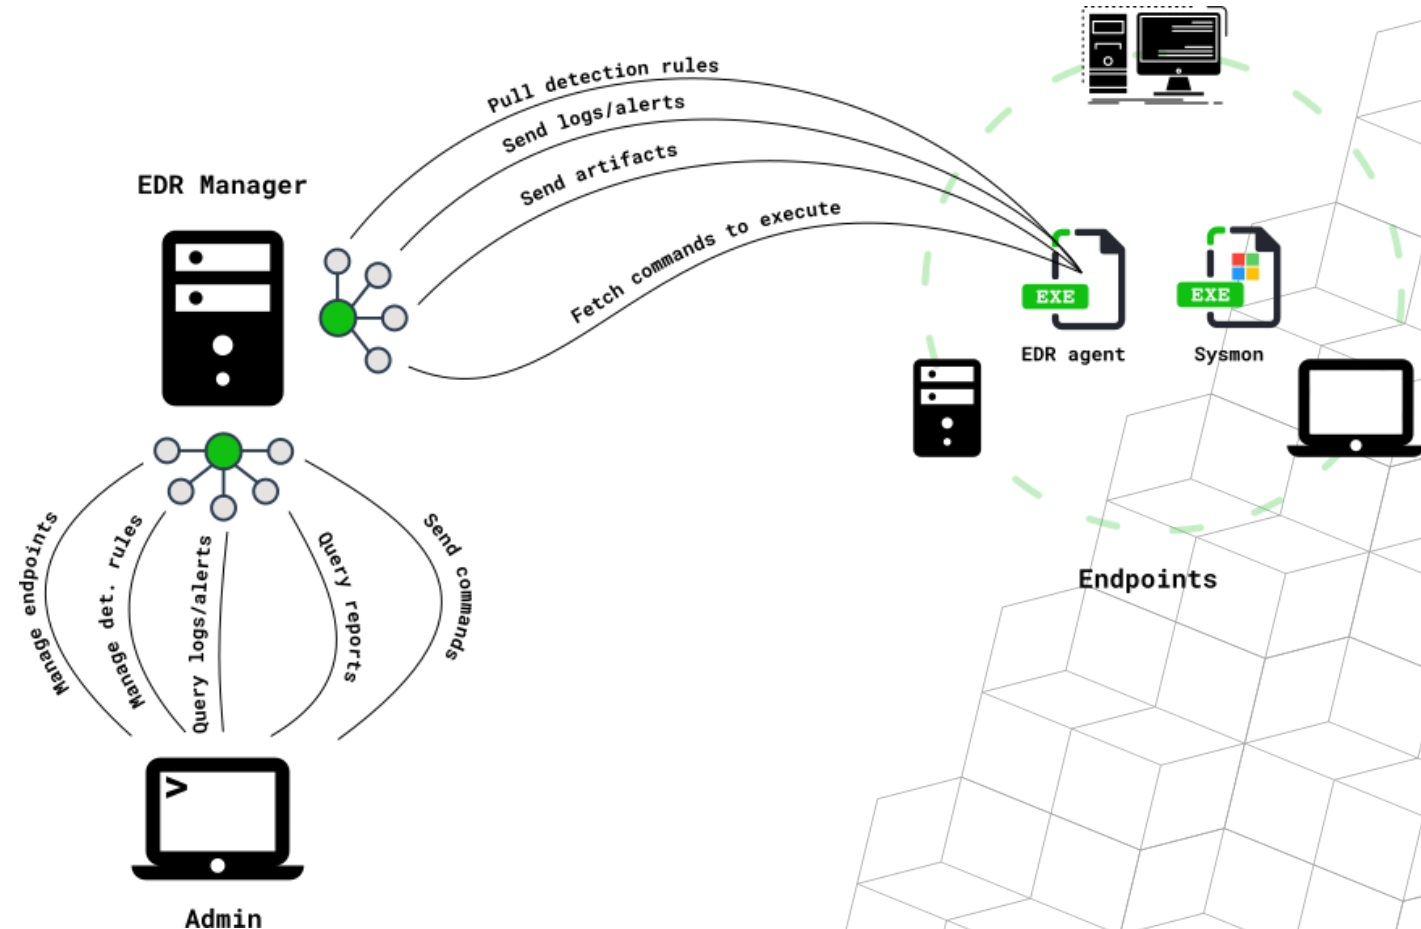 Pull detection rules
Send logs/alerts
Send artifacts
Fetch commands to execute
EDR Manager
EXE
EXE
EDR agent
Sysmon
Endpoints
Manage endpoints
Manage det. rules
Query logs/alerts
Query reports
Send commands
>
Admin